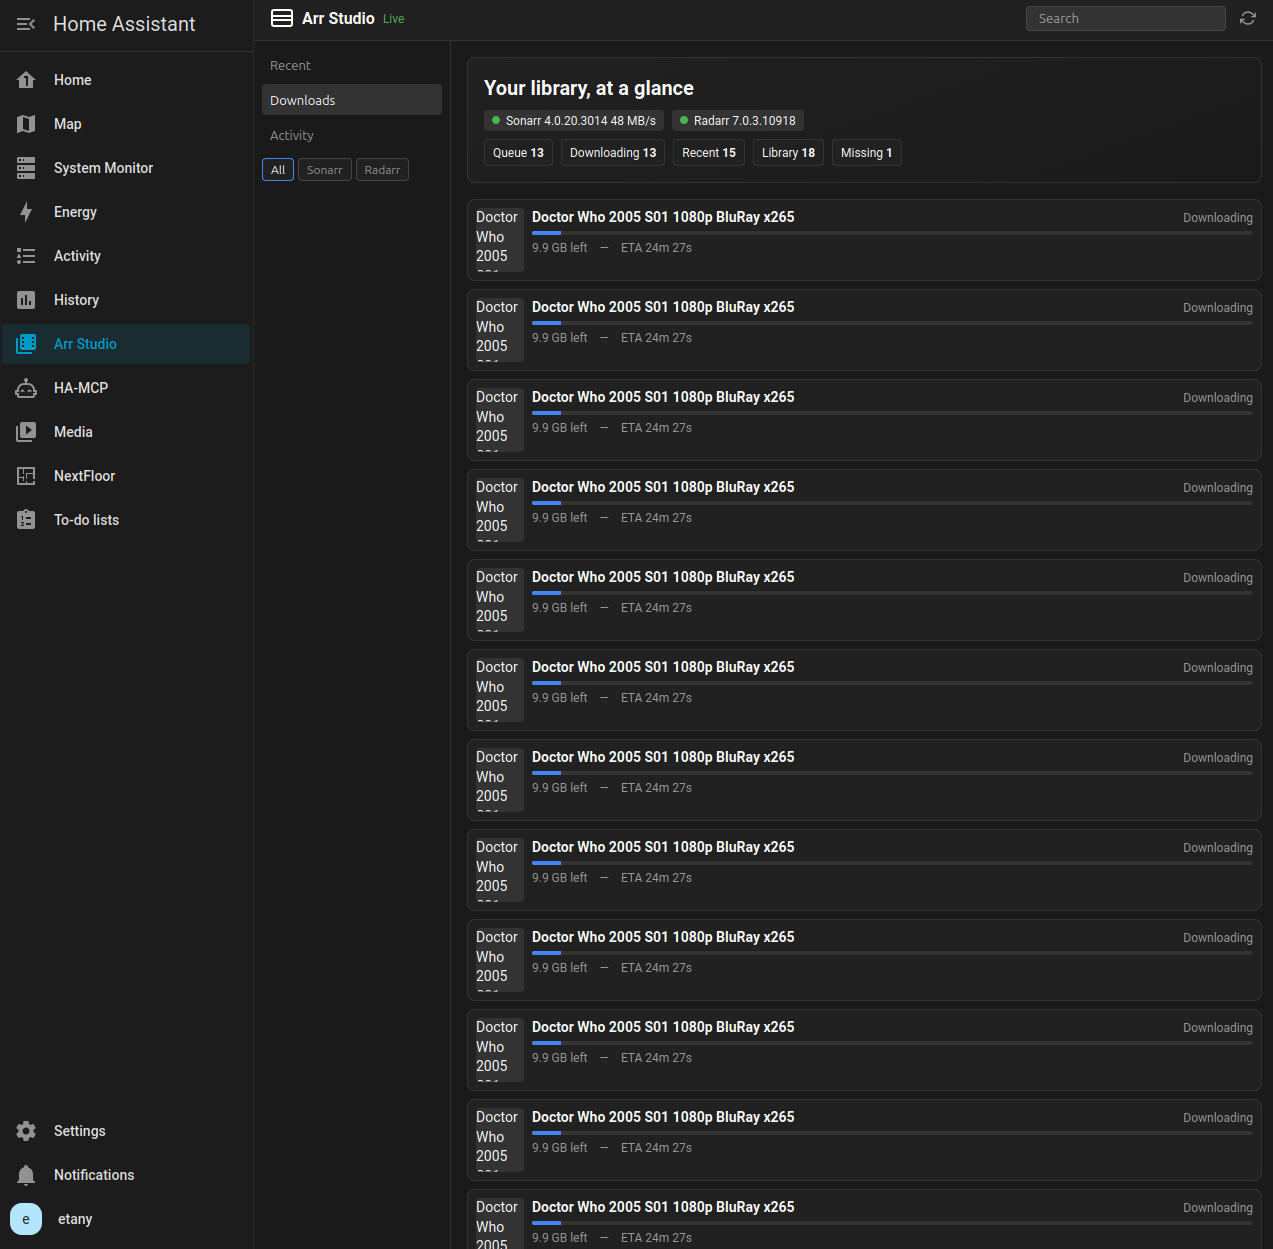 Home Assistant
Home
Map
System Monitor
Energy
Activity
History
Arr Studio
HA-MCP
Media
NextFloor
To-do lists
Settings
Notifications
e
etany
Arr Studio Live
Search
Recent
Downloads
Activity
All Sonarr Radarr
Your library, at a glance
Sonarr 4.0.20.3014 48 MB/s Radarr 7.0.3.10918
Queue 13 Downloading 13 Recent 15 Library 18 Missing 1
Doctor
Who
2005
Doctor Who 2005 S01 1080p BluRay x265
Downloading
9.9 GB left — ETA 24m 27s
Doctor
Who
2005
Doctor Who 2005 S01 1080p BluRay x265
Downloading
9.9 GB left — ETA 24m 27s
Doctor
Who
2005
Doctor Who 2005 S01 1080p BluRay x265
Downloading
9.9 GB left — ETA 24m 27s
Doctor
Who
2005
Doctor Who 2005 S01 1080p BluRay x265
Downloading
9.9 GB left — ETA 24m 27s
Doctor
Who
2005
Doctor Who 2005 S01 1080p BluRay x265
Downloading
9.9 GB left — ETA 24m 27s
Doctor
Who
2005
Doctor Who 2005 S01 1080p BluRay x265
Downloading
9.9 GB left — ETA 24m 27s
Doctor
Who
2005
Doctor Who 2005 S01 1080p BluRay x265
Downloading
9.9 GB left — ETA 24m 27s
Doctor
Who
2005
Doctor Who 2005 S01 1080p BluRay x265
Downloading
9.9 GB left — ETA 24m 27s
Doctor
Who
2005
Doctor Who 2005 S01 1080p BluRay x265
Downloading
9.9 GB left — ETA 24m 27s
Doctor
Who
2005
Doctor Who 2005 S01 1080p BluRay x265
Downloading
9.9 GB left — ETA 24m 27s
Doctor
Who
2005
Doctor Who 2005 S01 1080p BluRay x265
Downloading
9.9 GB left — ETA 24m 27s
Doctor
Who
2005
Doctor Who 2005 S01 1080p BluRay x265
Downloading
9.9 GB left — ETA 24m 27s